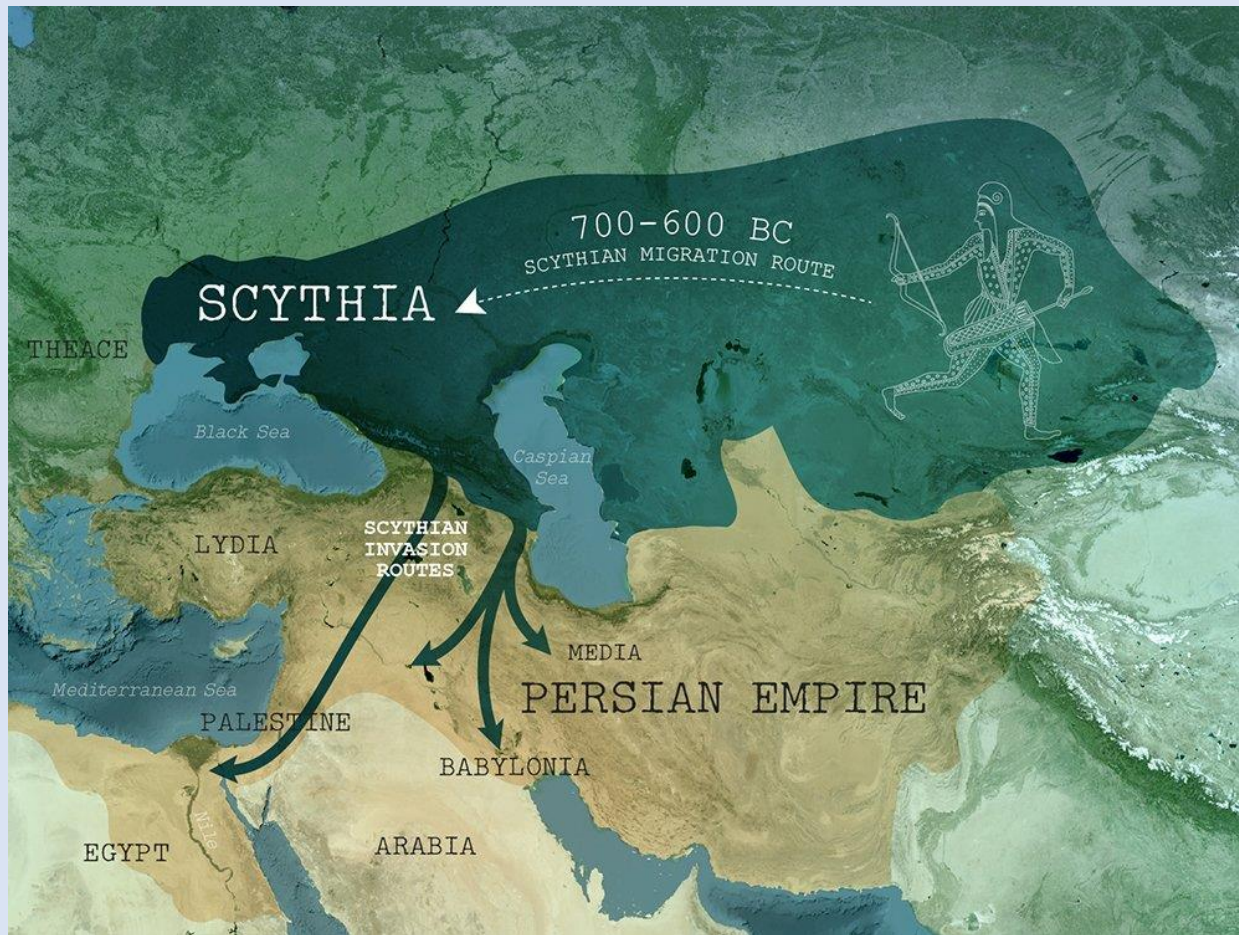 700-600 BC
SCYTHIAN MIGRATION ROUTE
SCYTHIA
THEACE
Black Sea
Caspian
Sea
SCYTHIAN
INVASION
ROUTES
LYDIA
MEDIA
Mediterranean Sea
PERSIAN EMPIRE
PALESTINE
BABYLONIA
Nile
EGYPT
ARABIA